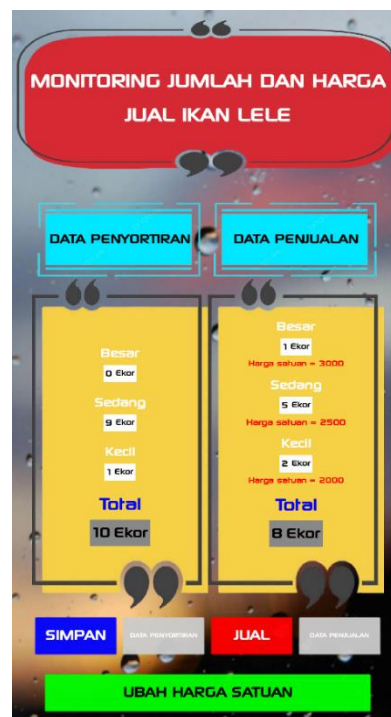 MONITORING JUMLAH DAN HARGA
JUAL IKAN LELE
DATA PENYORTIRAN
DATA PENJUALAN
Besar
0 Ekor
Sedang
9 Ekor
Kecil
1 Ekor
Total
10 Ekor
Besar
1 Ekor
Harga satuan = 3000
Sedang
5 Ekor
Harga satuan = 2500
Kecil
2 Ekor
Harga satuan = 2000
Total
8 Ekor
SIMPAN
DATA PENYORTIRAN
JUAL
DATA PENJUALAN
UBAH HARGA SATUAN